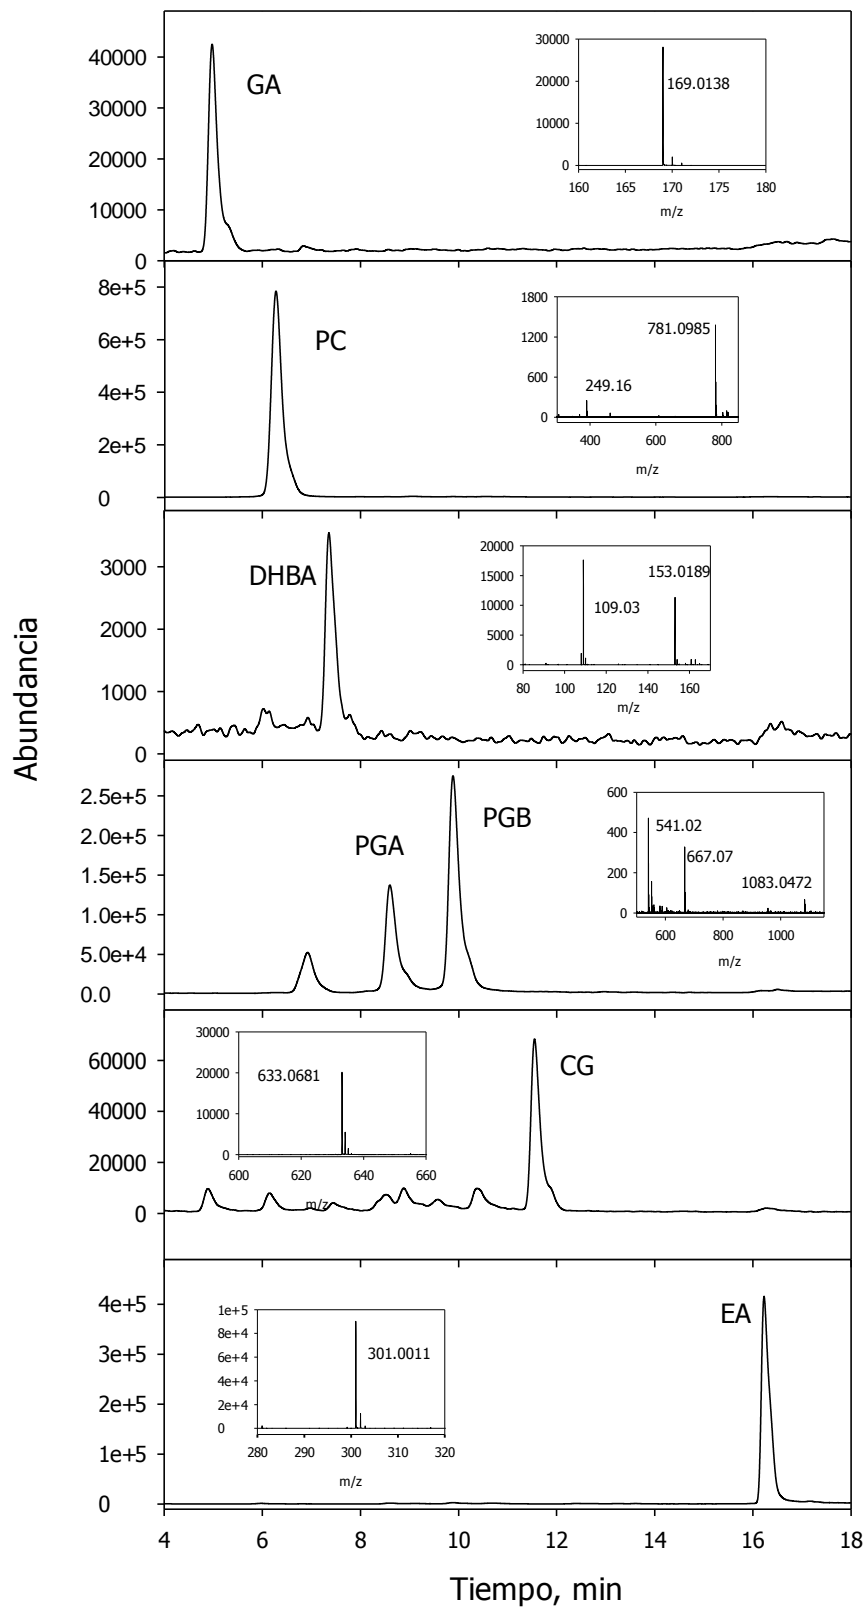 Abundancia
40000
30000
20000
10000
0
GA
30000
20000
10000
0
169.0138
160 165 170 175 180
m/z
8e+5
6e+5
4e+5
2e+5
0
PC
1800
1200
600
0
781.0985
249.16
400 600 800
m/z
3000
2000
1000
0
DHBA
20000
15000
10000
5000
0
153.0189
109.03
80 100 120 140 160
m/z
2.5e+5
2.0e+5
1.5e+5
1.0e+5
5.0e+4
0.0
PGA
PGB
600
400
200
0
541.02
667.07
1083.0472
600 800 1000
m/z
60000
40000
20000
0
30000
20000
10000
0
633.0681
600 620 640 660
m/z
CG
4e+5
3e+5
2e+5
1e+5
0
1e+5
8e+4
6e+4
4e+4
2e+4
0
301.0011
280 290 300 310 320
m/z
EA
4 6 8 10 12 14 16 18
Tiempo, min